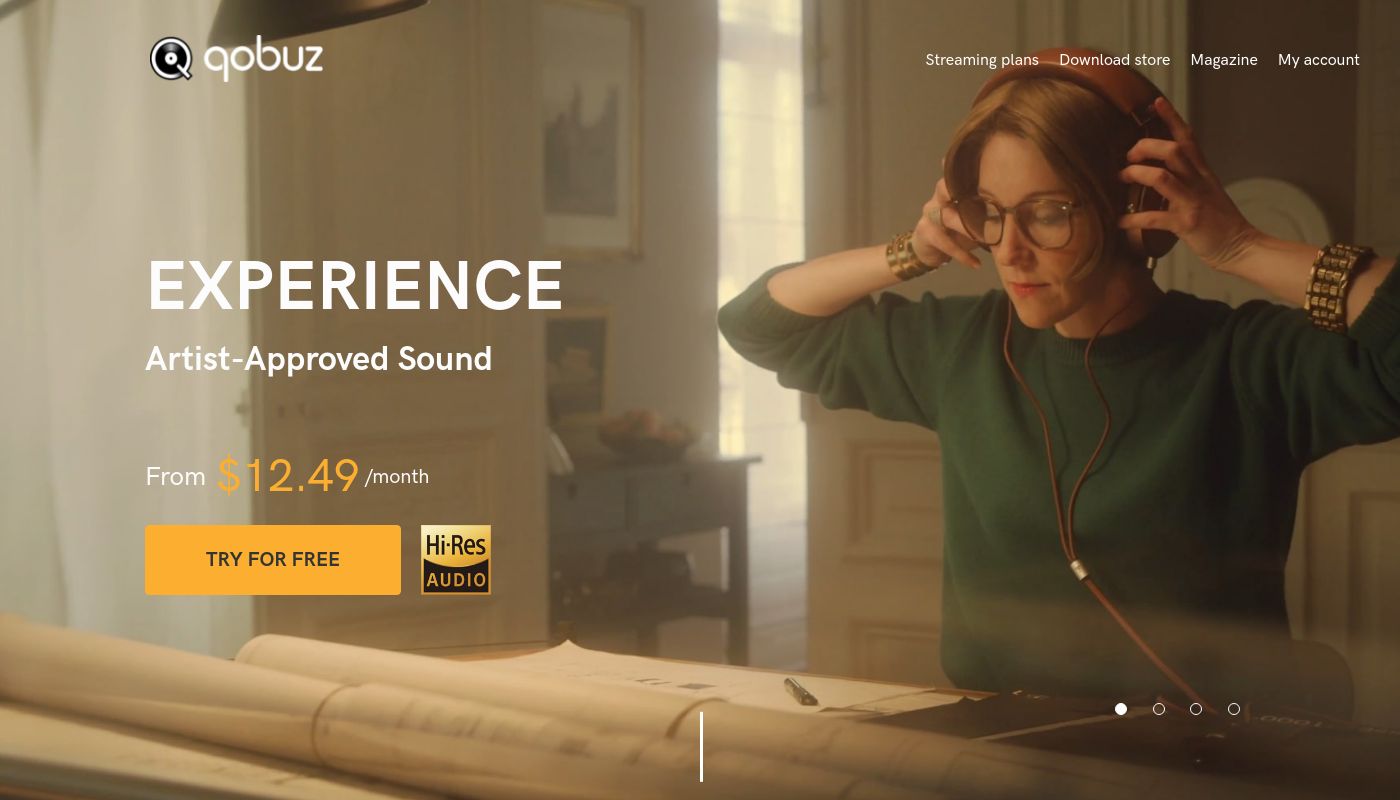 qobuz
Streaming plans Download store Magazine My account
EXPERIENCE
Artist-Approved Sound
From $12.49 /month
TRY FOR FREE
Hi-Res
AUDIO